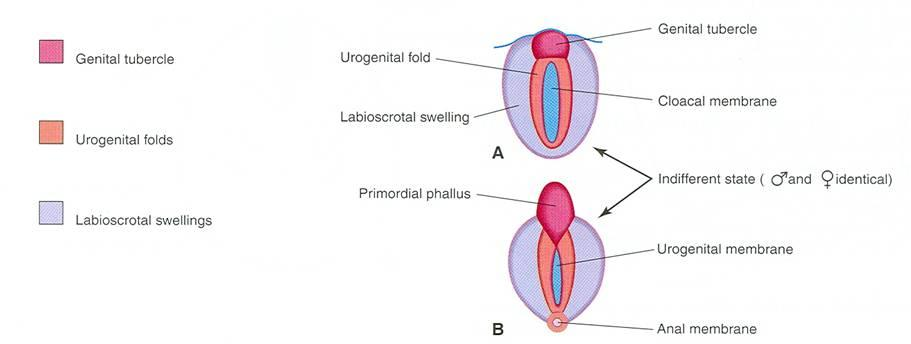 Genital tubercle
Urogenital folds
Labioscrotal swellings
Genital tubercle
Urogenital fold
Cloacal membrane
Labioscrotal swelling
A
Indifferent state ( ♂and ♀identical)
Primordial phallus
Urogenital membrane
B
Anal membrane